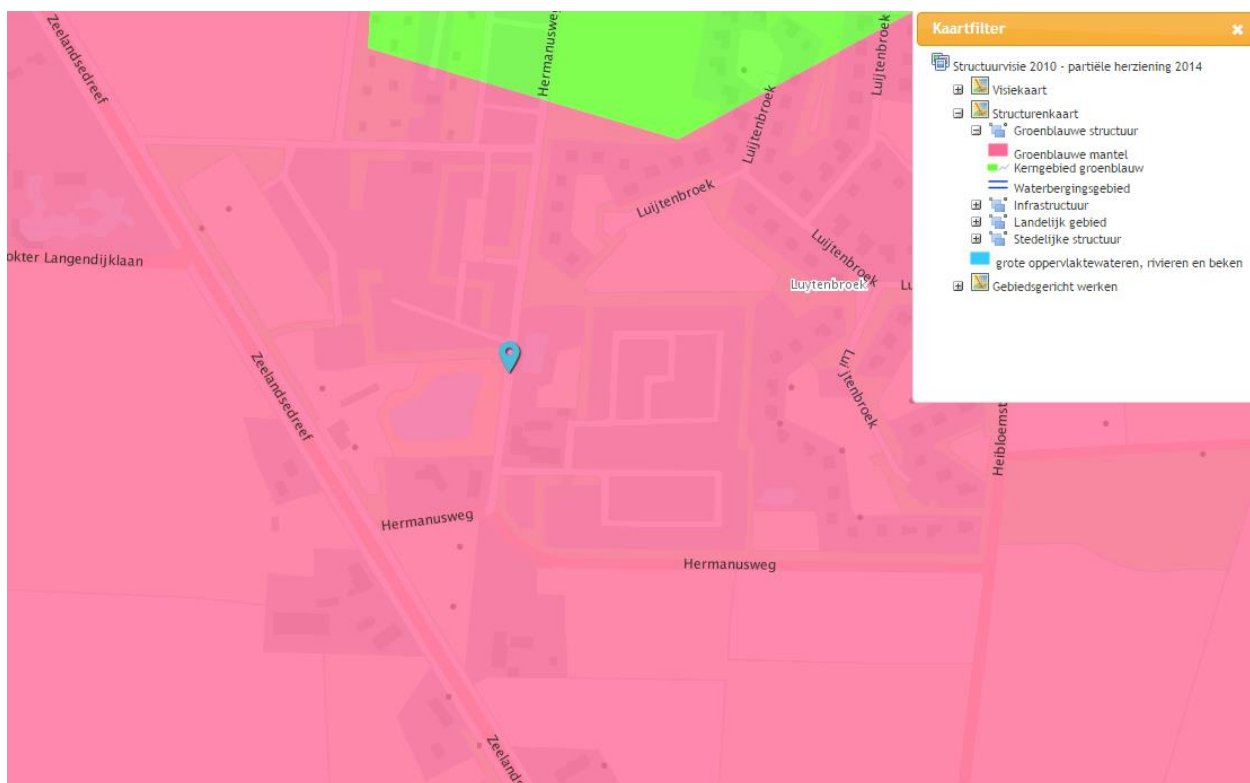 Zeelandsedreef
Hermanusweg
Luijtenbroek
Luijtenbroek
Luijtenbroek
Luijtenbroek
Luytenbroek
Lu
okter Langendijklaan
Zeelandsedreef
Luijtenbroek
Heibloemst
Hermanusweg
Hermanusweg
Zeelandsedreef
Kaartfilter
Structuurvisie 2010 - partiële herziening 2014
Visiekaart
Structurenkaart
Groenblauwe structuur
Groenblauwe mantel
Kerngebied groenblauw
Waterbergingsgebied
Infrastructuur
Landelijk gebied
Stedelijke structuur
grote oppervlaktewateren, rivieren en beken
Gebiedsgericht werken